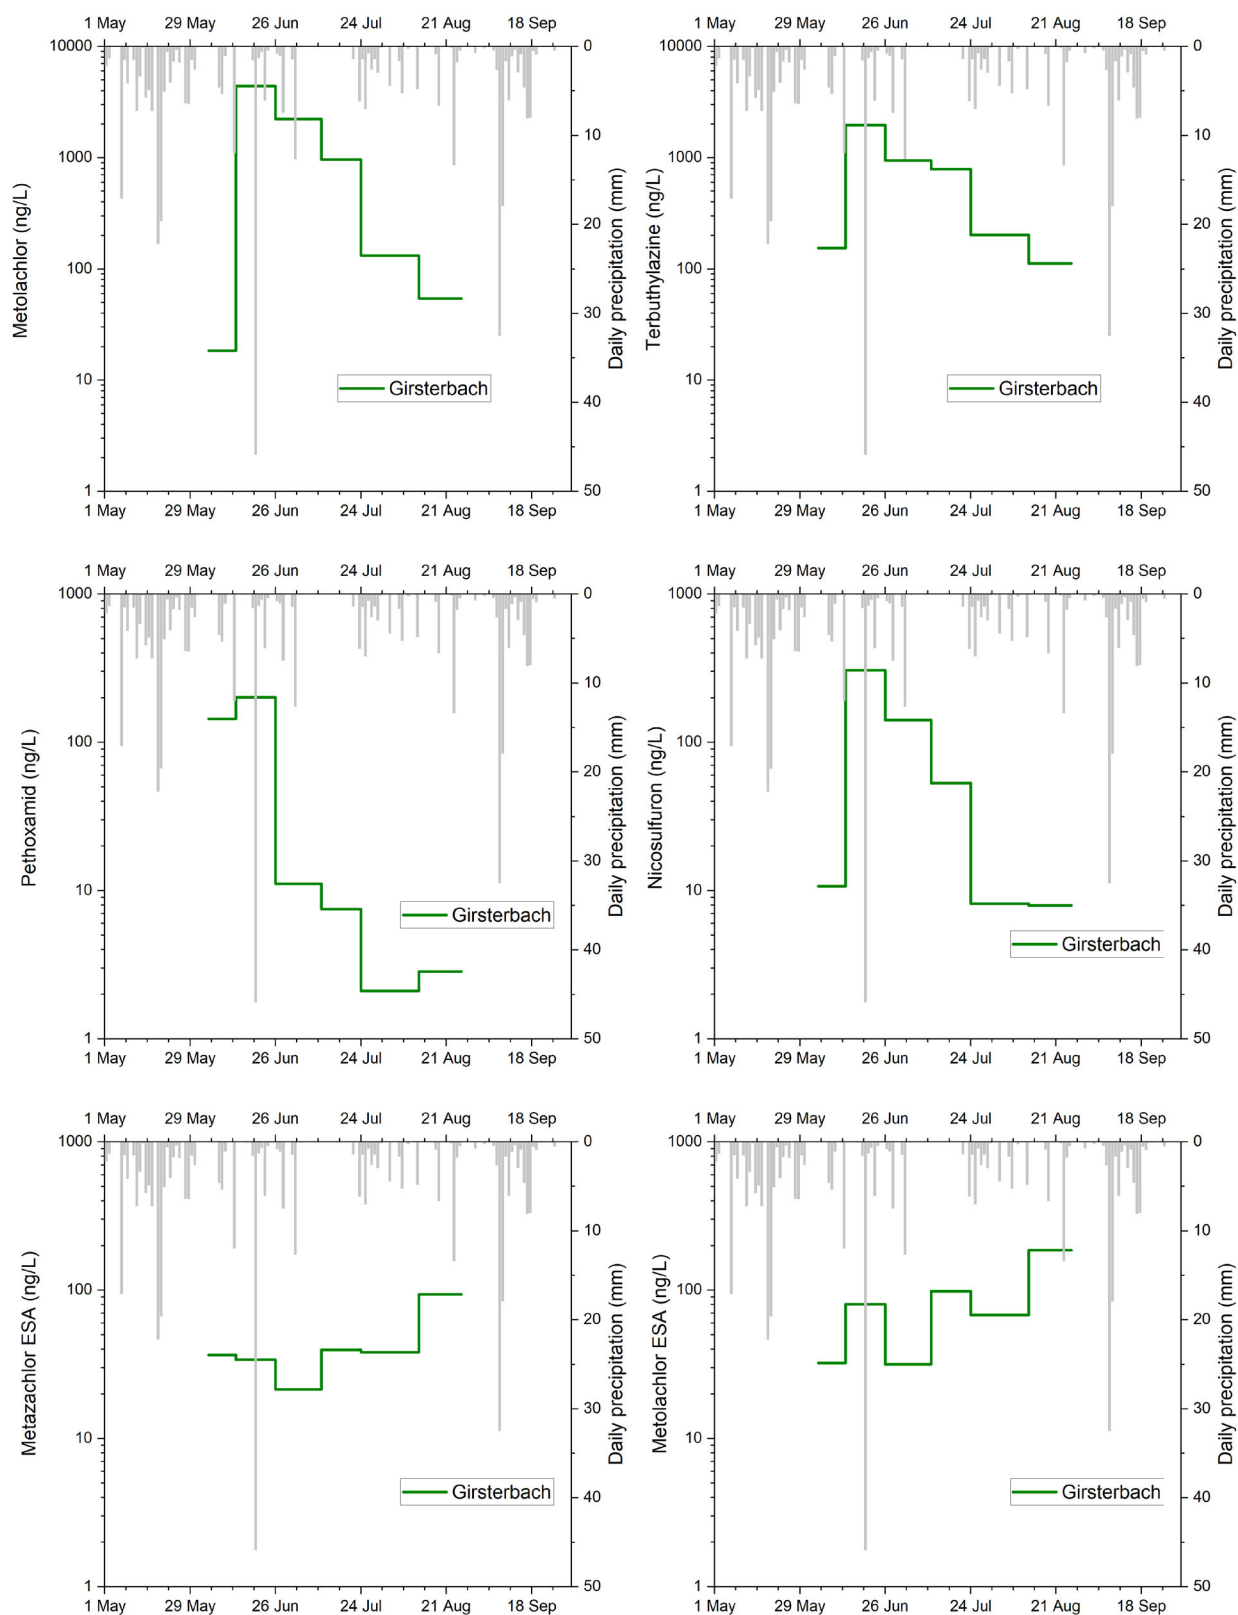 1 May 29 May 26 Jun 24 Jul 21 Aug 18 Sep
10000 1000 100 10 1
Metolachlor (ng/L)
0 10 20 30 40 50
Daily precipitation (mm)
Girsterbach
1 May 29 May 26 Jun 24 Jul 21 Aug 18 Sep
1 May 29 May 26 Jun 24 Jul 21 Aug 18 Sep
10000 1000 100 10 1
Terbuthylazine (ng/L)
0 10 20 30 40 50
Daily precipitation (mm)
Girsterbach
1 May 29 May 26 Jun 24 Jul 21 Aug 18 Sep
1 May 29 May 26 Jun 24 Jul 21 Aug 18 Sep
1000 100 10 1
Pethoxamid (ng/L)
0 10 20 30 40 50
Daily precipitation (mm)
Girsterbach
1 May 29 May 26 Jun 24 Jul 21 Aug 18 Sep
1 May 29 May 26 Jun 24 Jul 21 Aug 18 Sep
1000 100 10 1
Nicosulfuron (ng/L)
0 10 20 30 40 50
Daily precipitation (mm)
Girsterbach
1 May 29 May 26 Jun 24 Jul 21 Aug 18 Sep
1 May 29 May 26 Jun 24 Jul 21 Aug 18 Sep
1000 100 10 1
Metazachlor ESA (ng/L)
0 10 20 30 40 50
Daily precipitation (mm)
Girsterbach
1 May 29 May 26 Jun 24 Jul 21 Aug 18 Sep
1 May 29 May 26 Jun 24 Jul 21 Aug 18 Sep
1000 100 10 1
Metolachlor ESA (ng/L)
0 10 20 30 40 50
Daily precipitation (mm)
Girsterbach
1 May 29 May 26 Jun 24 Jul 21 Aug 18 Sep